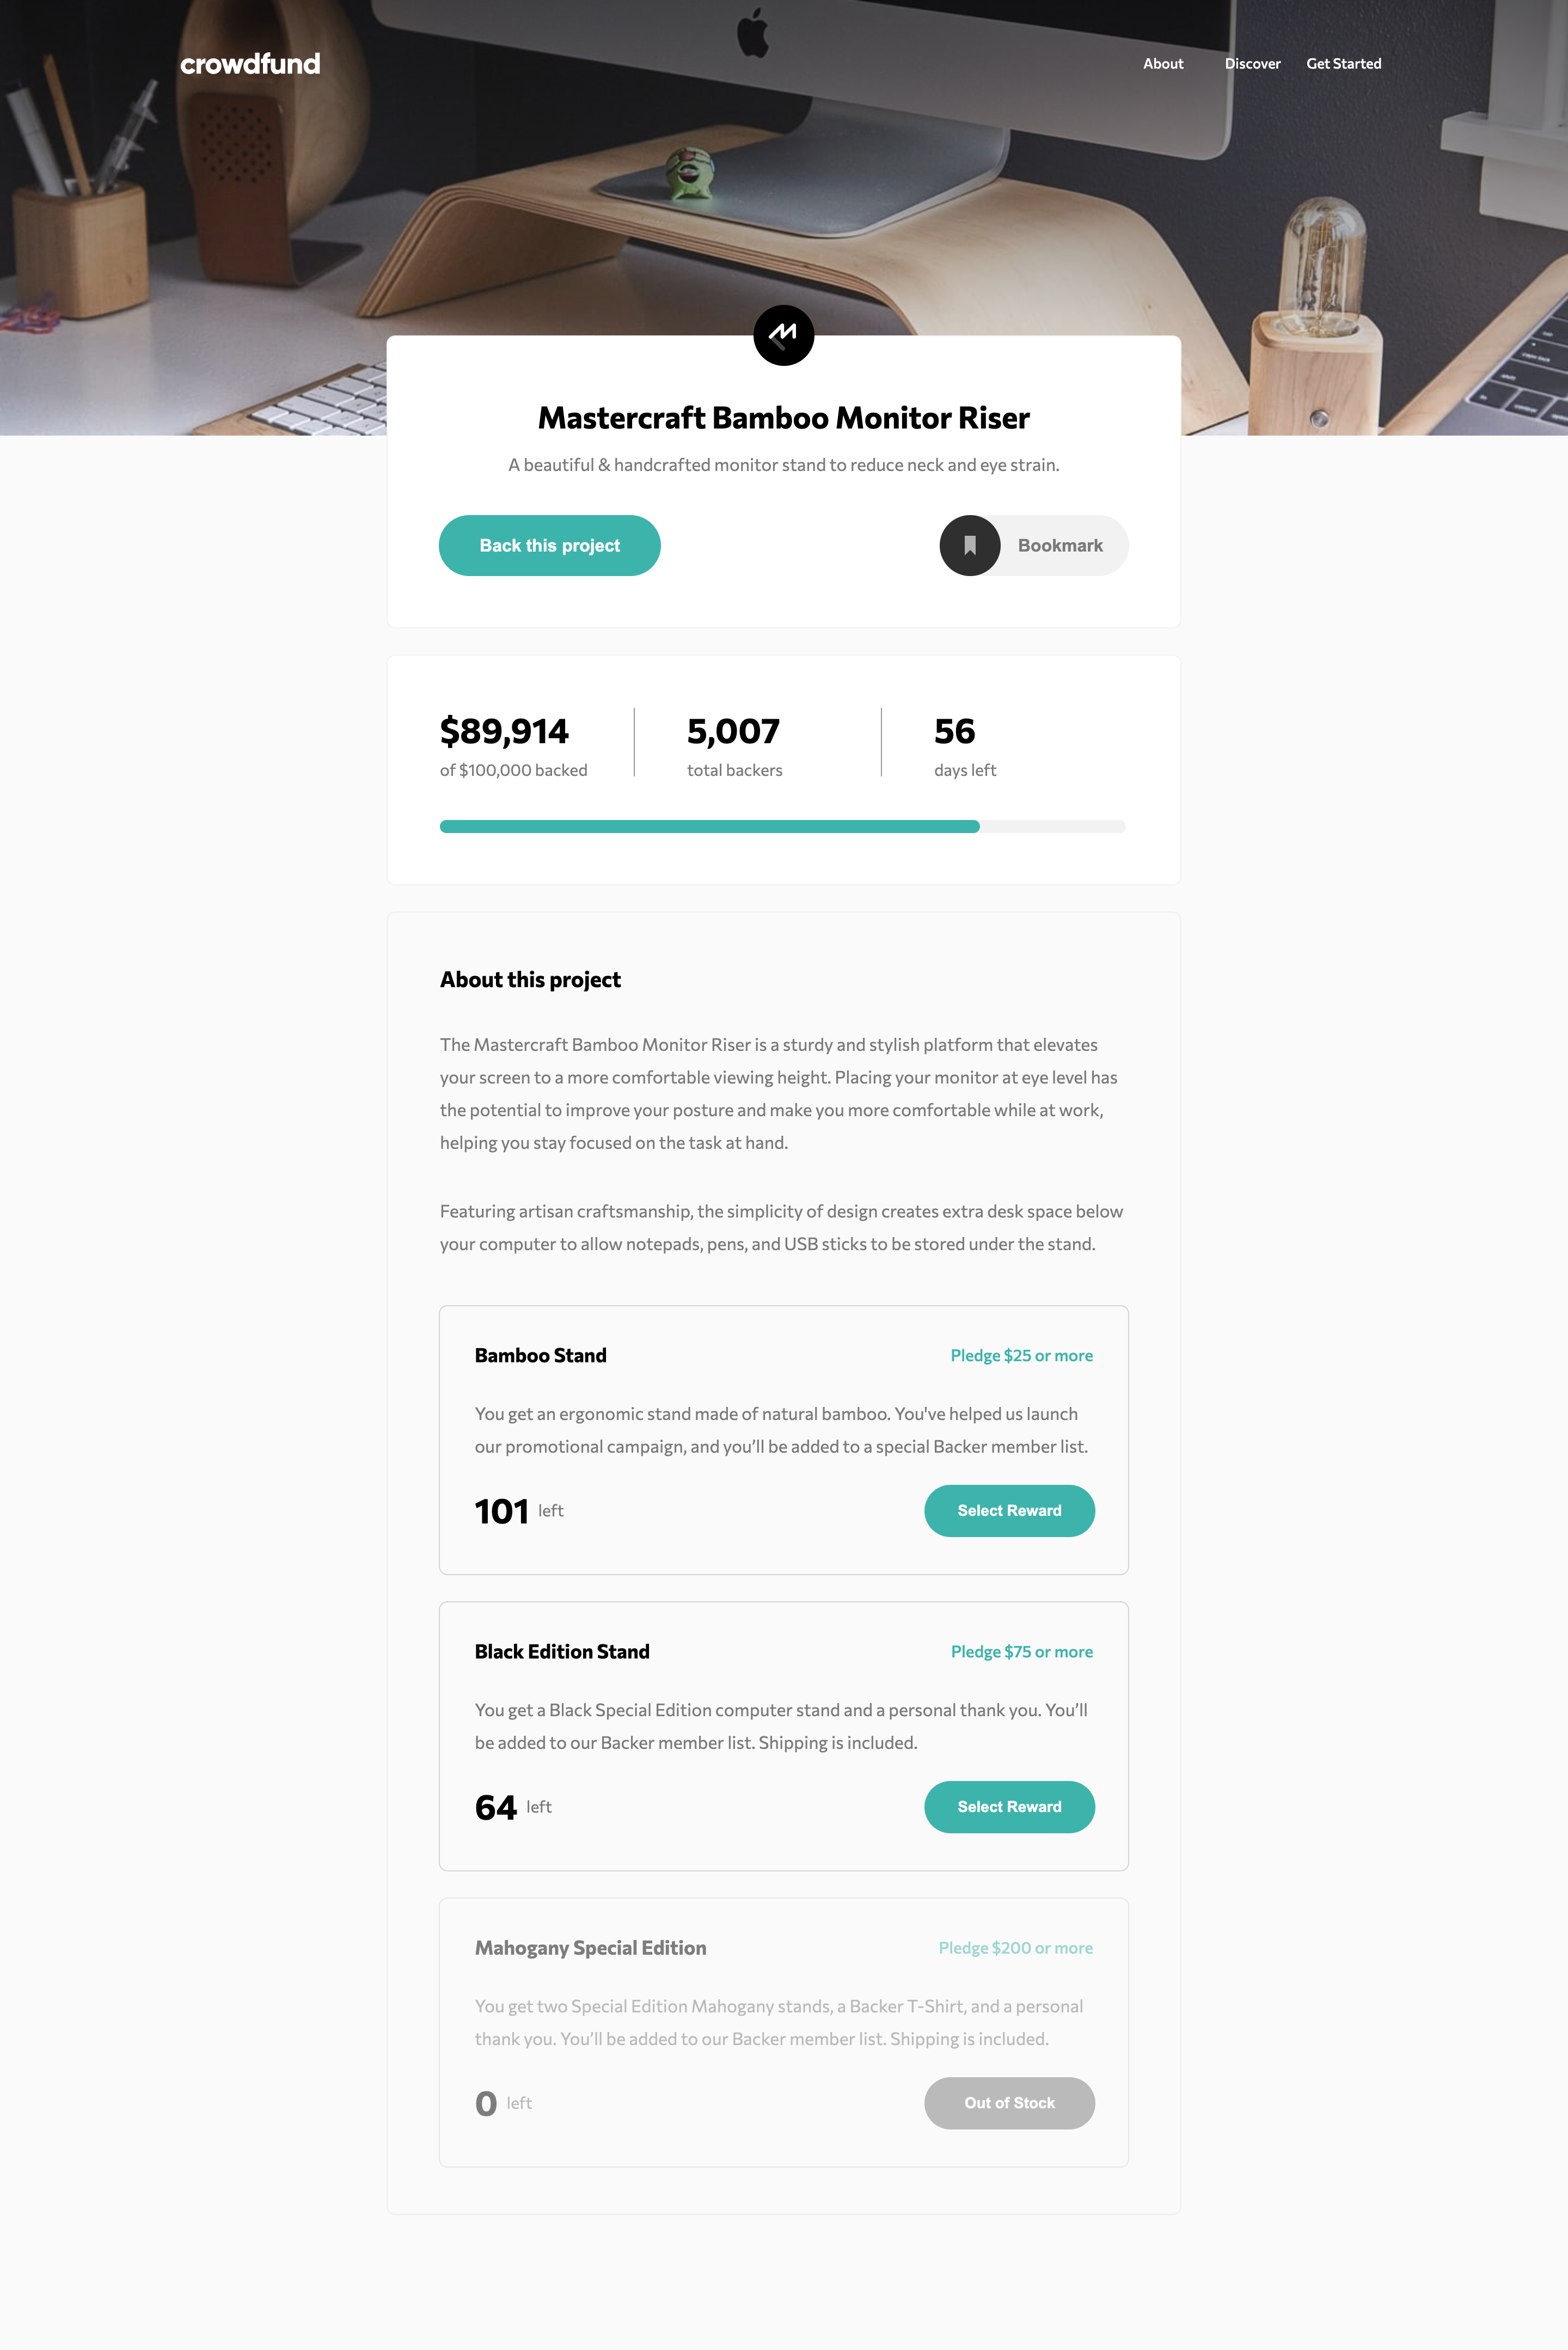 crowdfund
About
Discover
Get Started
Mastercraft Bamboo Monitor Riser
A beautiful & handcrafted monitor stand to reduce neck and eye strain.
Back this project
Bookmark
$89,914
of $100,000 backed
5,007
total backers
56
days left
About this project
The Mastercraft Bamboo Monitor Riser is a sturdy and stylish platform that elevates
your screen to a more comfortable viewing height. Placing your monitor at eye level has
the potential to improve your posture and make you more comfortable while at work,
helping you stay focused on the task at hand.
Featuring artisan craftsmanship, the simplicity of design creates extra desk space below
your computer to allow notepads, pens, and USB sticks to be stored under the stand.
Bamboo Stand
Pledge $25 or more
You get an ergonomic stand made of natural bamboo. You've helped us launch
our promotional campaign, and you’ll be added to a special Backer member list.
101 left
Select Reward
Black Edition Stand
Pledge $75 or more
You get a Black Special Edition computer stand and a personal thank you. You’ll
be added to our Backer member list. Shipping is included.
64 left
Select Reward
Mahogany Special Edition
Pledge $200 or more
You get two Special Edition Mahogany stands, a Backer T-Shirt, and a personal
thank you. You’ll be added to our Backer member list. Shipping is included.
0 left
Out of Stock